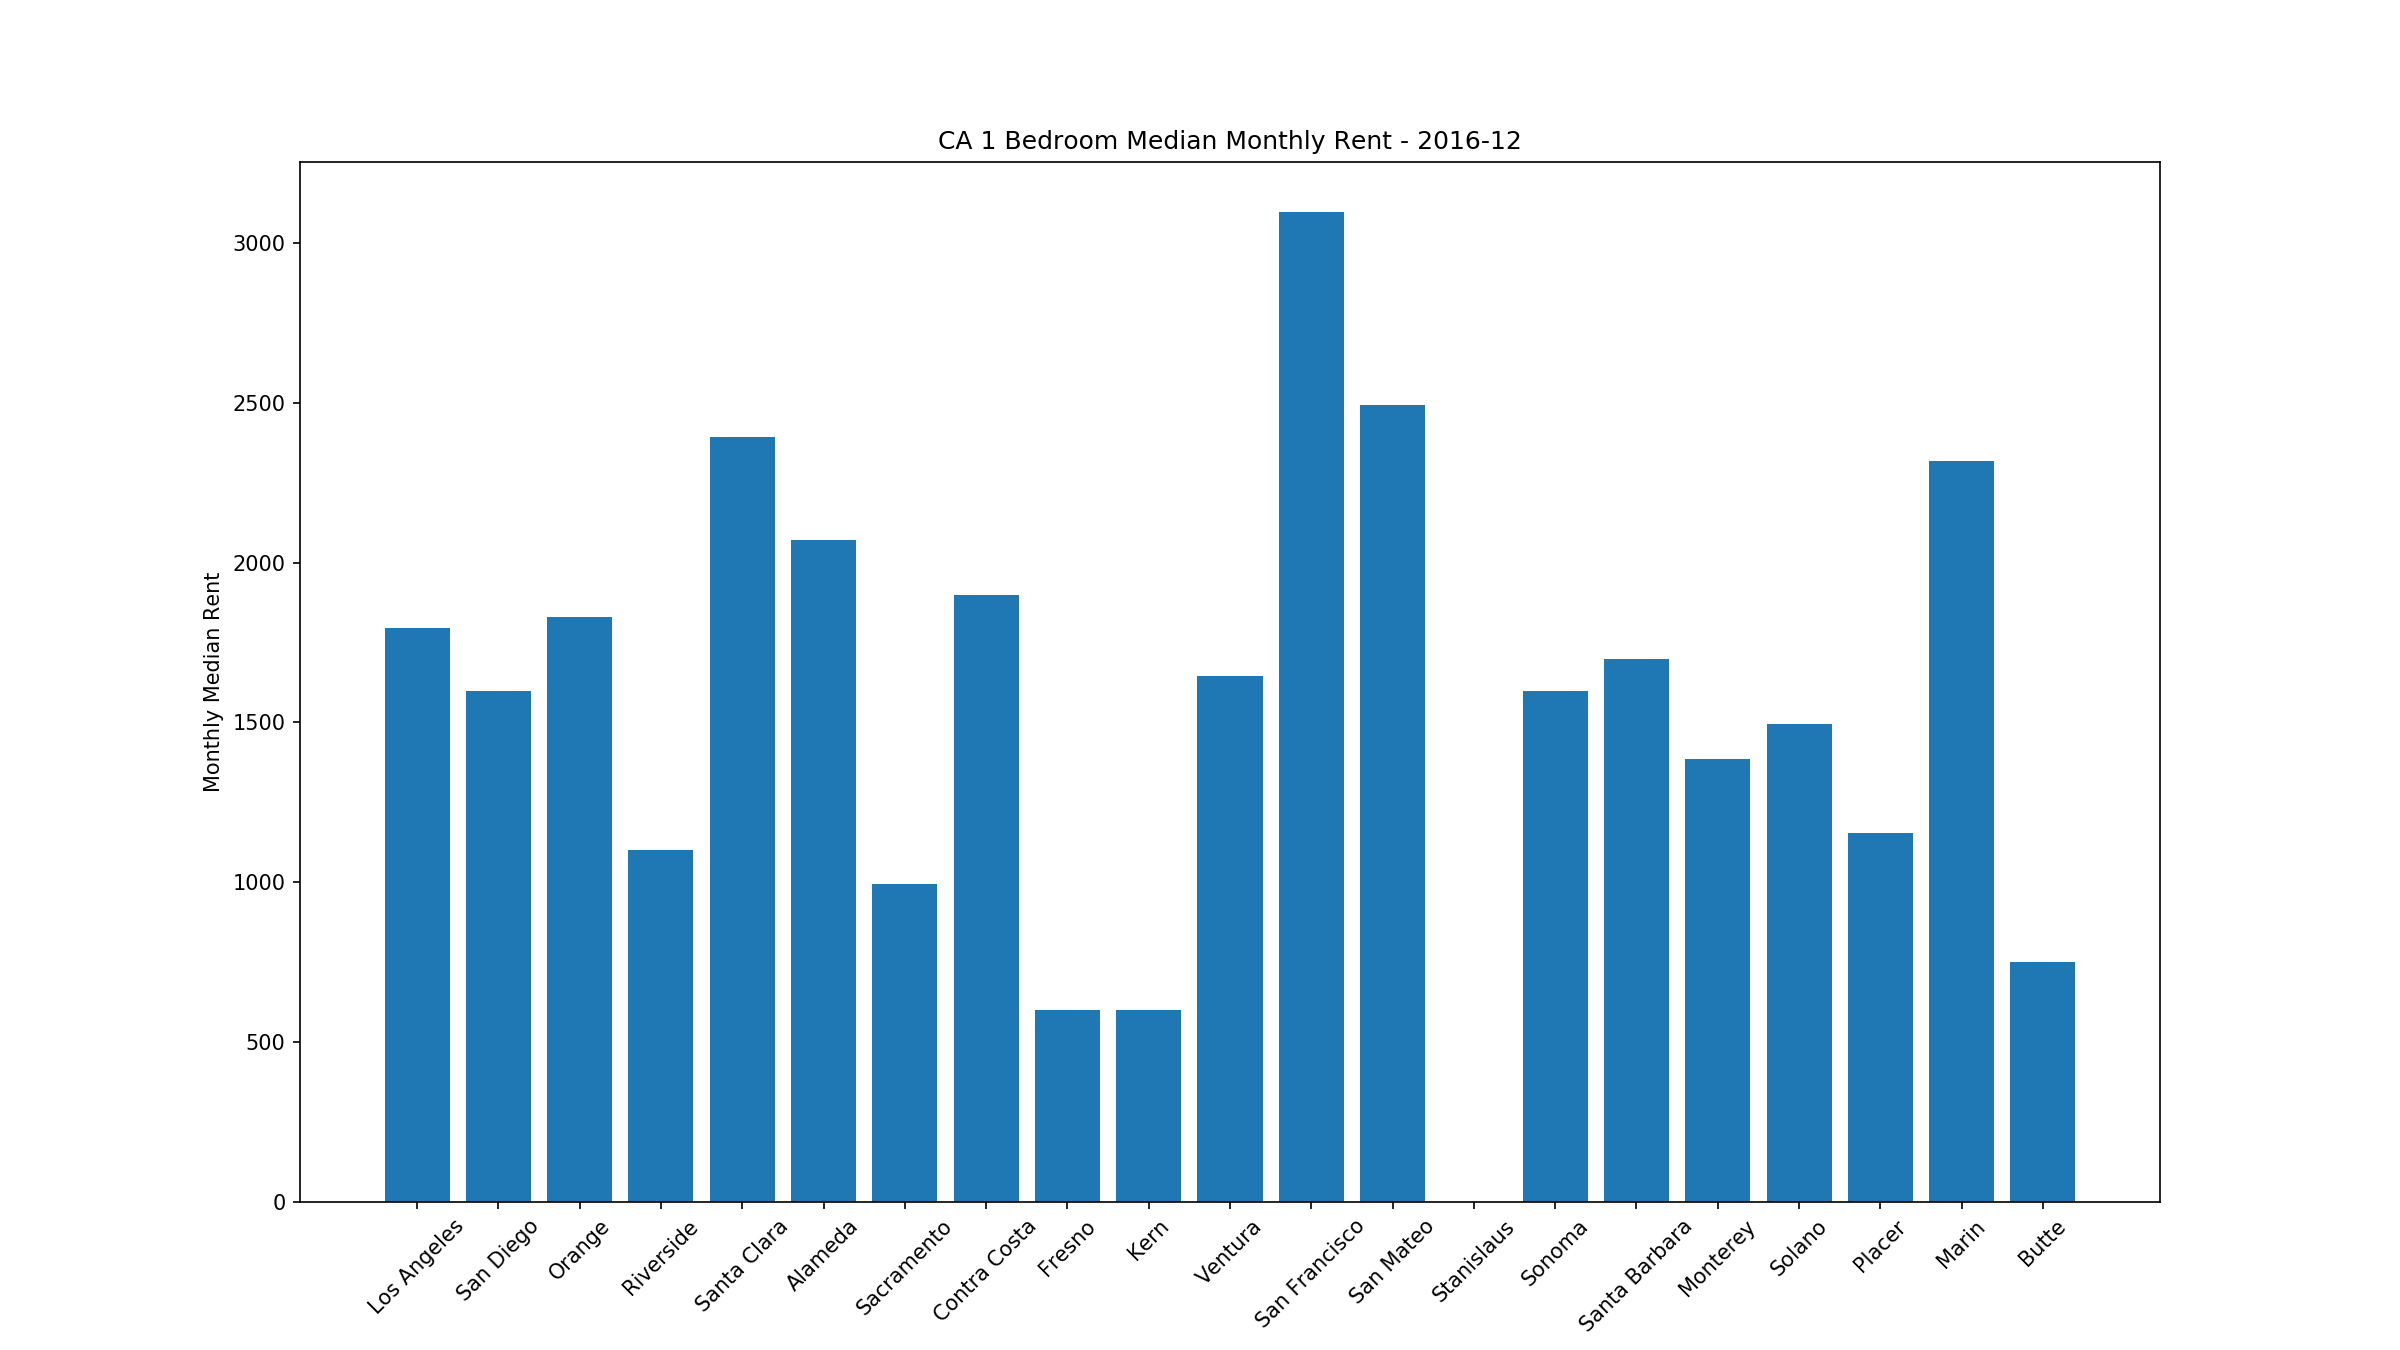 CA 1 Bedroom Median Monthly Rent - 2016-12
Monthly Median Rent
3000
2500
2000
1500
1000
500
0
Los Angeles
San Diego
Orange
Riverside
Santa Clara
Alameda
Sacramento
Contra Costa
Fresno
Kern
Ventura
San Francisco
San Mateo
Stanislaus
Sonoma
Santa Barbara
Monterey
Solano
Placer
Marin
Butte